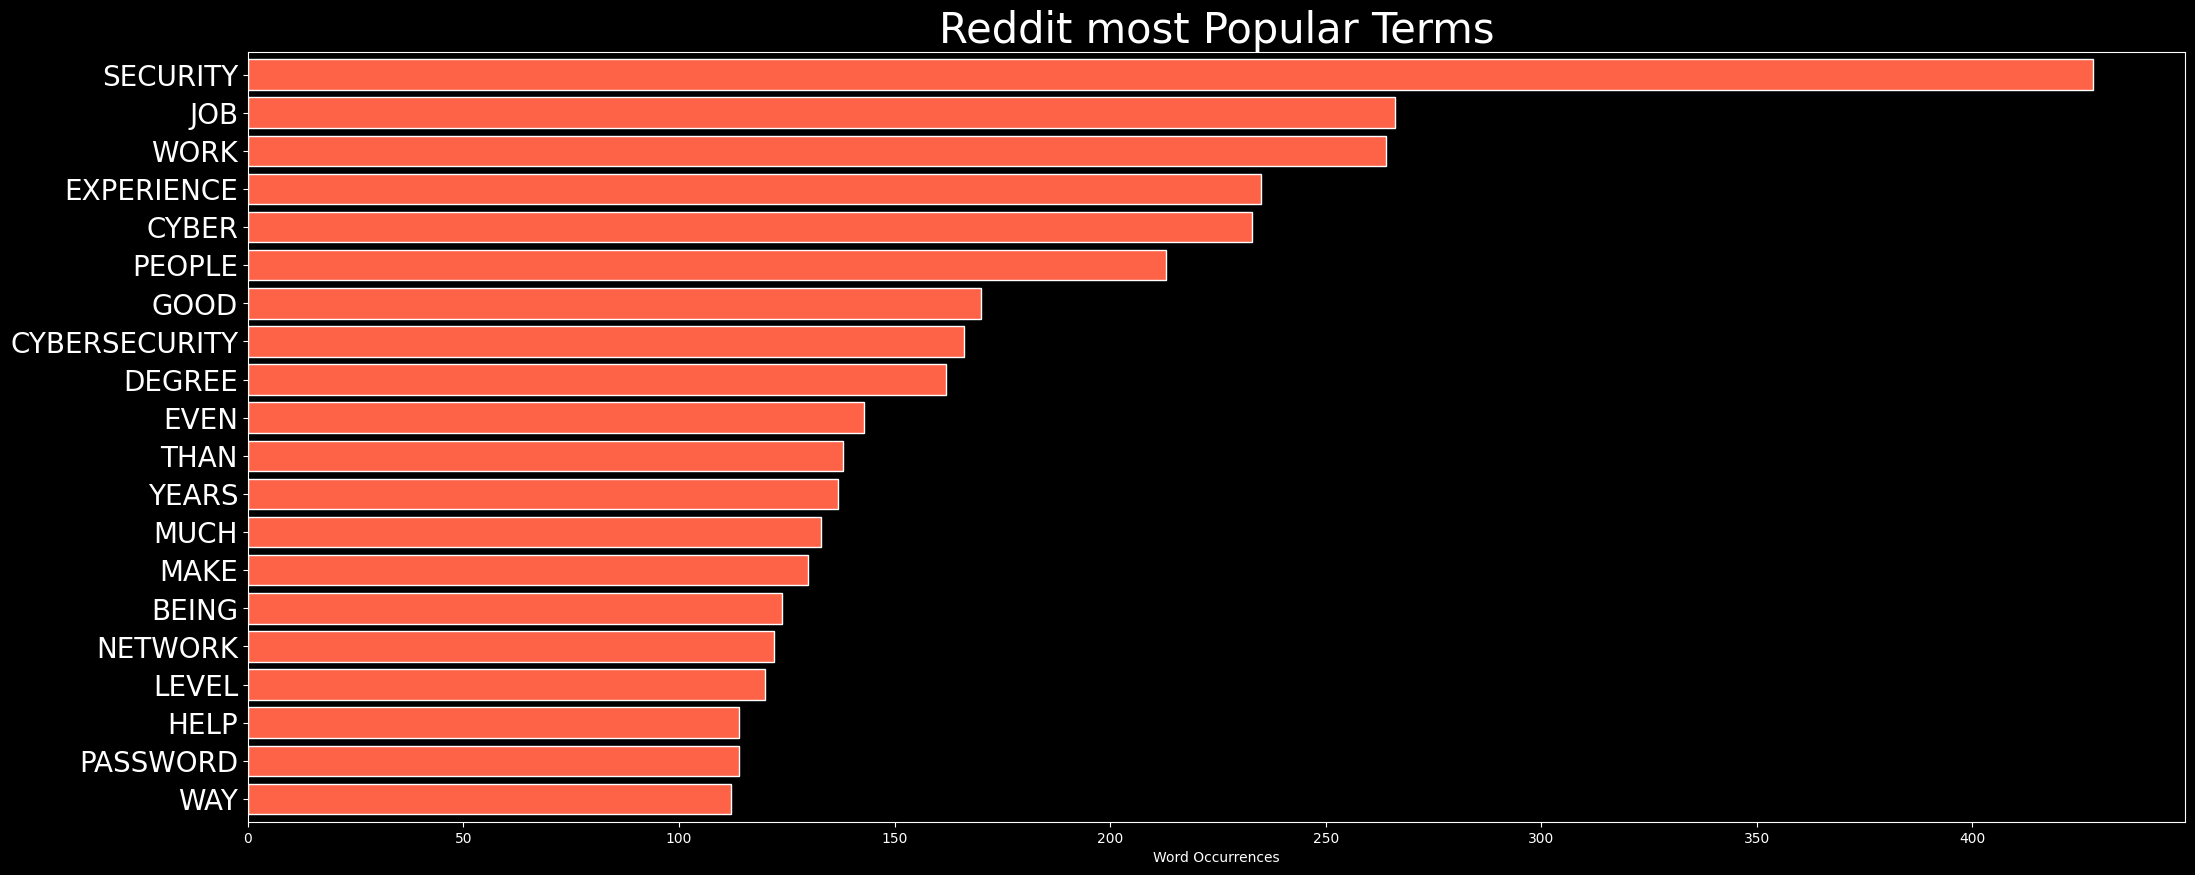 Reddit most Popular Terms
SECURITY
JOB
WORK
EXPERIENCE
CYBER
PEOPLE
GOOD
CYBERSECURITY
DEGREE
EVEN
THAN
YEARS
MUCH
MAKE
BEING
NETWORK
LEVEL
HELP
PASSWORD
WAY
0 50 100 150 200 250 300 350 400
Word Occurrences